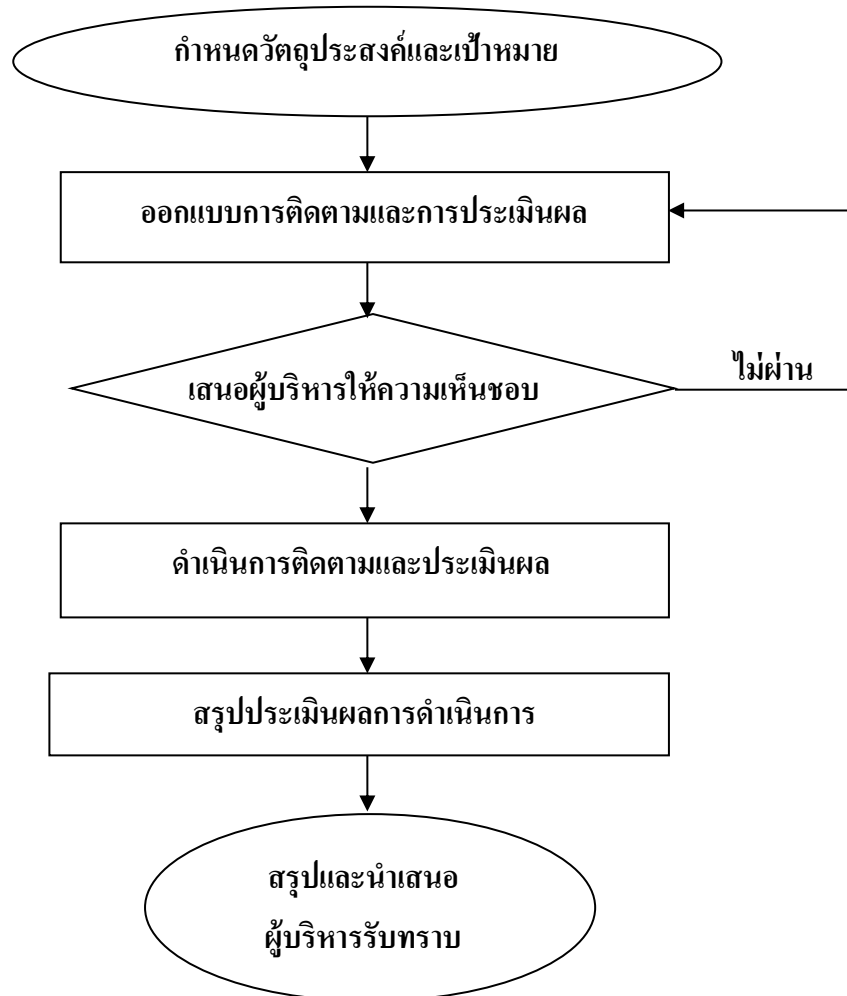 กำหนดวัตถุประสงค์และเป้าหมาย
ออกแบบการติดตามและการประเมินผล
เสนอผู้บริหารให้ความเห็นชอบ
ไม่ผ่าน
ดำเนินการติดตามและประเมินผล
สรุปประเมินผลการดำเนินการ
สรุปและนำเสนอ
ผู้บริหารรับทราบ